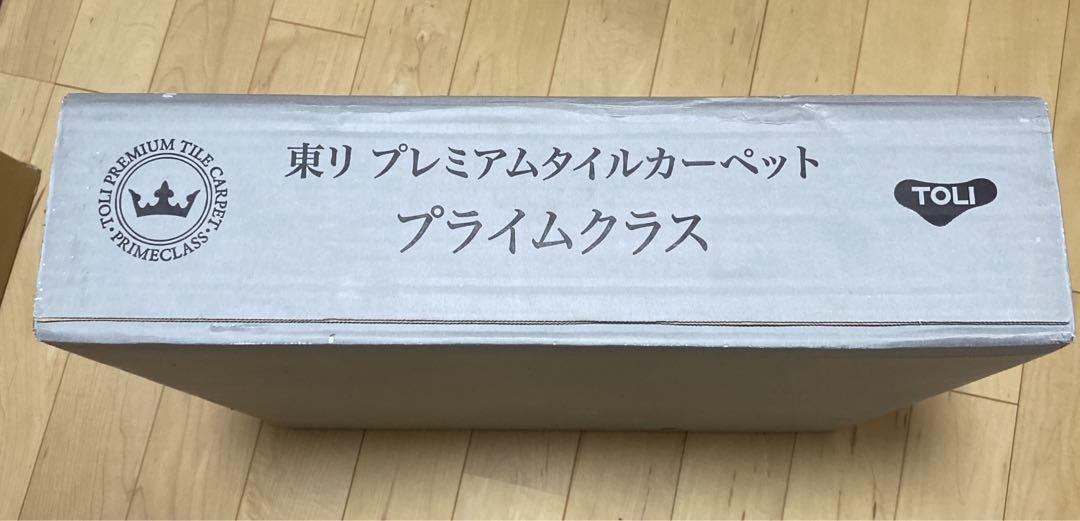 ・TOLI PREMIUM TILE CARPET・
PRIMECLASS
東リ プレミアムタイルカーペット
プライムクラス
TOLI